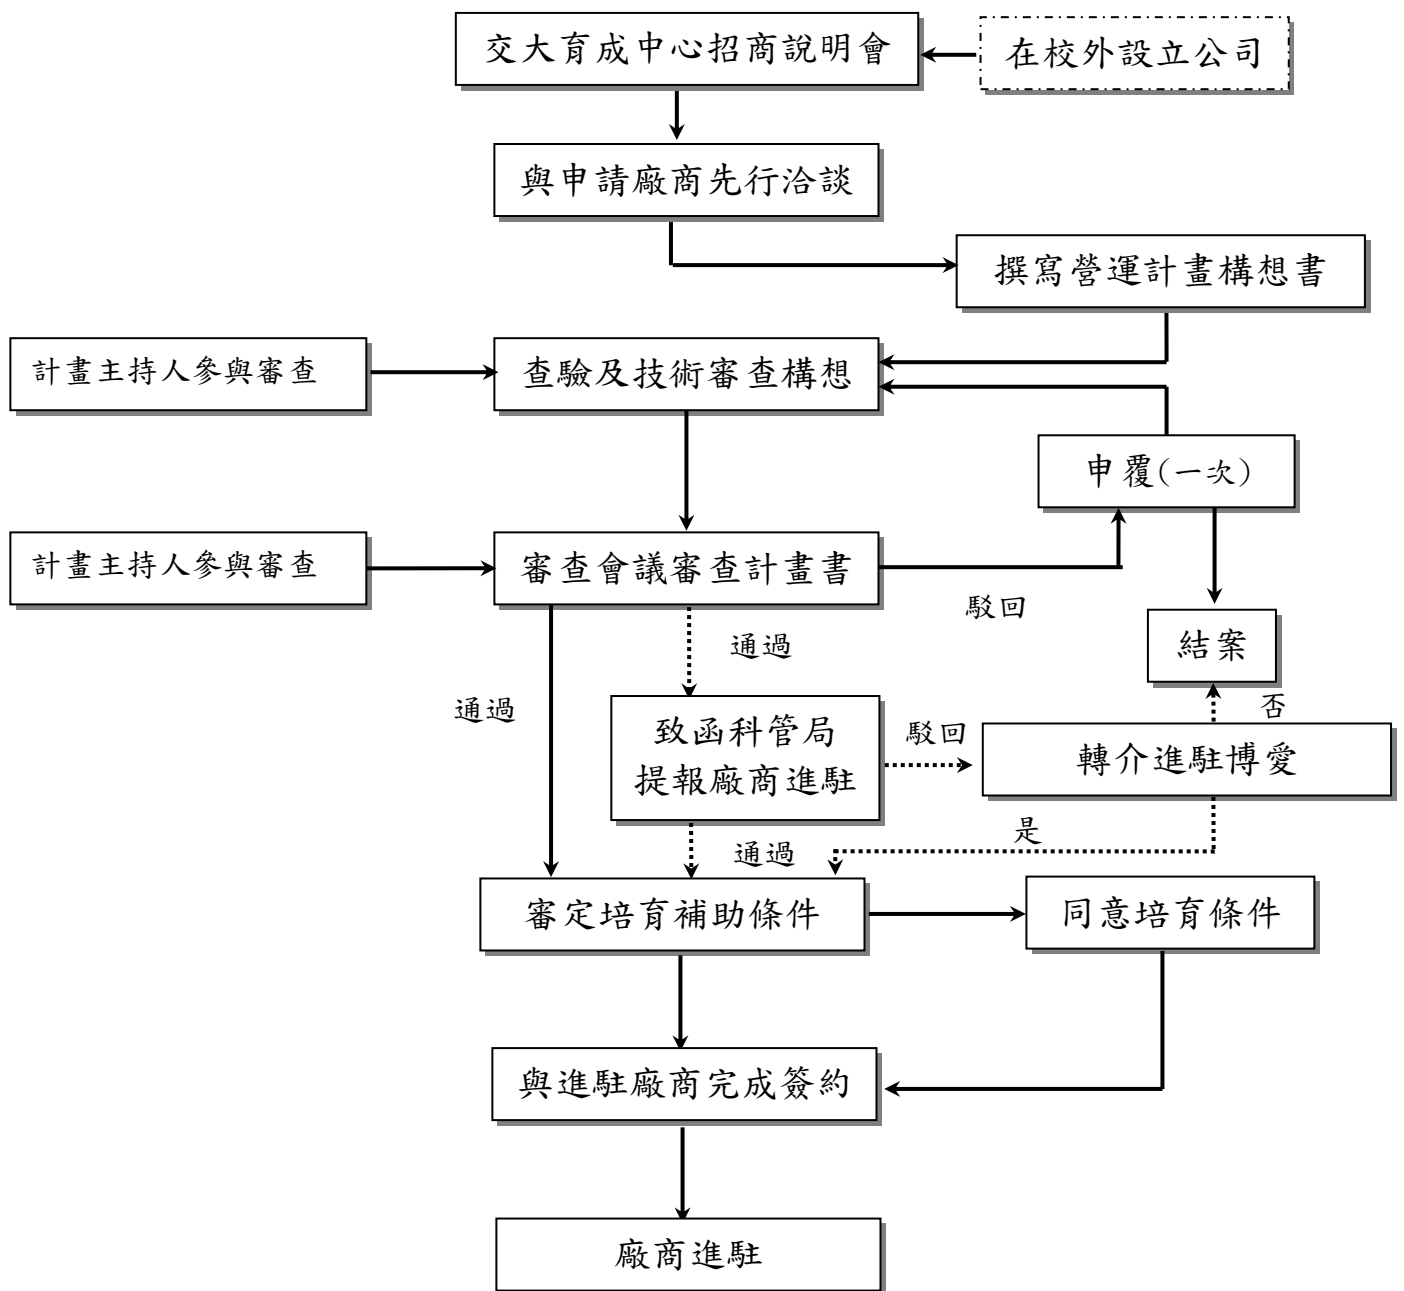 交大育成中心招商說明會
在校外設立公司
與申請廠商先行洽談
撰寫營運計畫構想書
計畫主持人參與審查
查驗及技術審查構想
申覆(一次)
計畫主持人參與審查
審查會議審查計畫書
駁回
通過
結案
通過
否
致函科管局
提報廠商進駐
駁回
轉介進駐博愛
是
通過
審定培育補助條件
同意培育條件
與進駐廠商完成簽約
廠商進駐